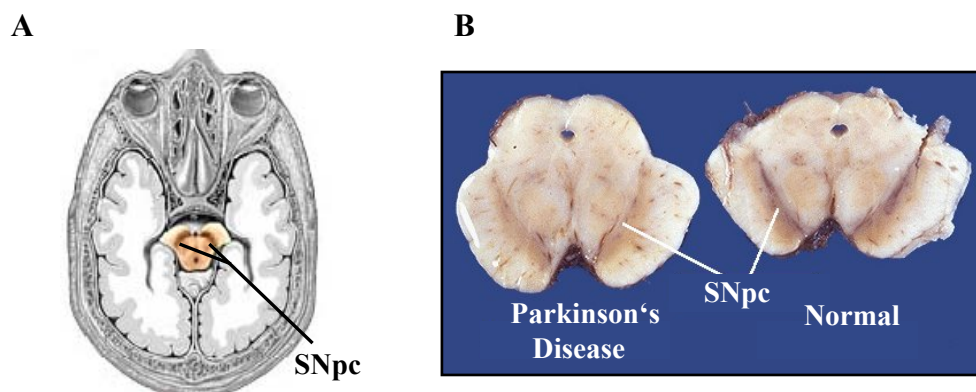 A
B
SNpc
SNpc
Parkinson‘s
Disease
Normal